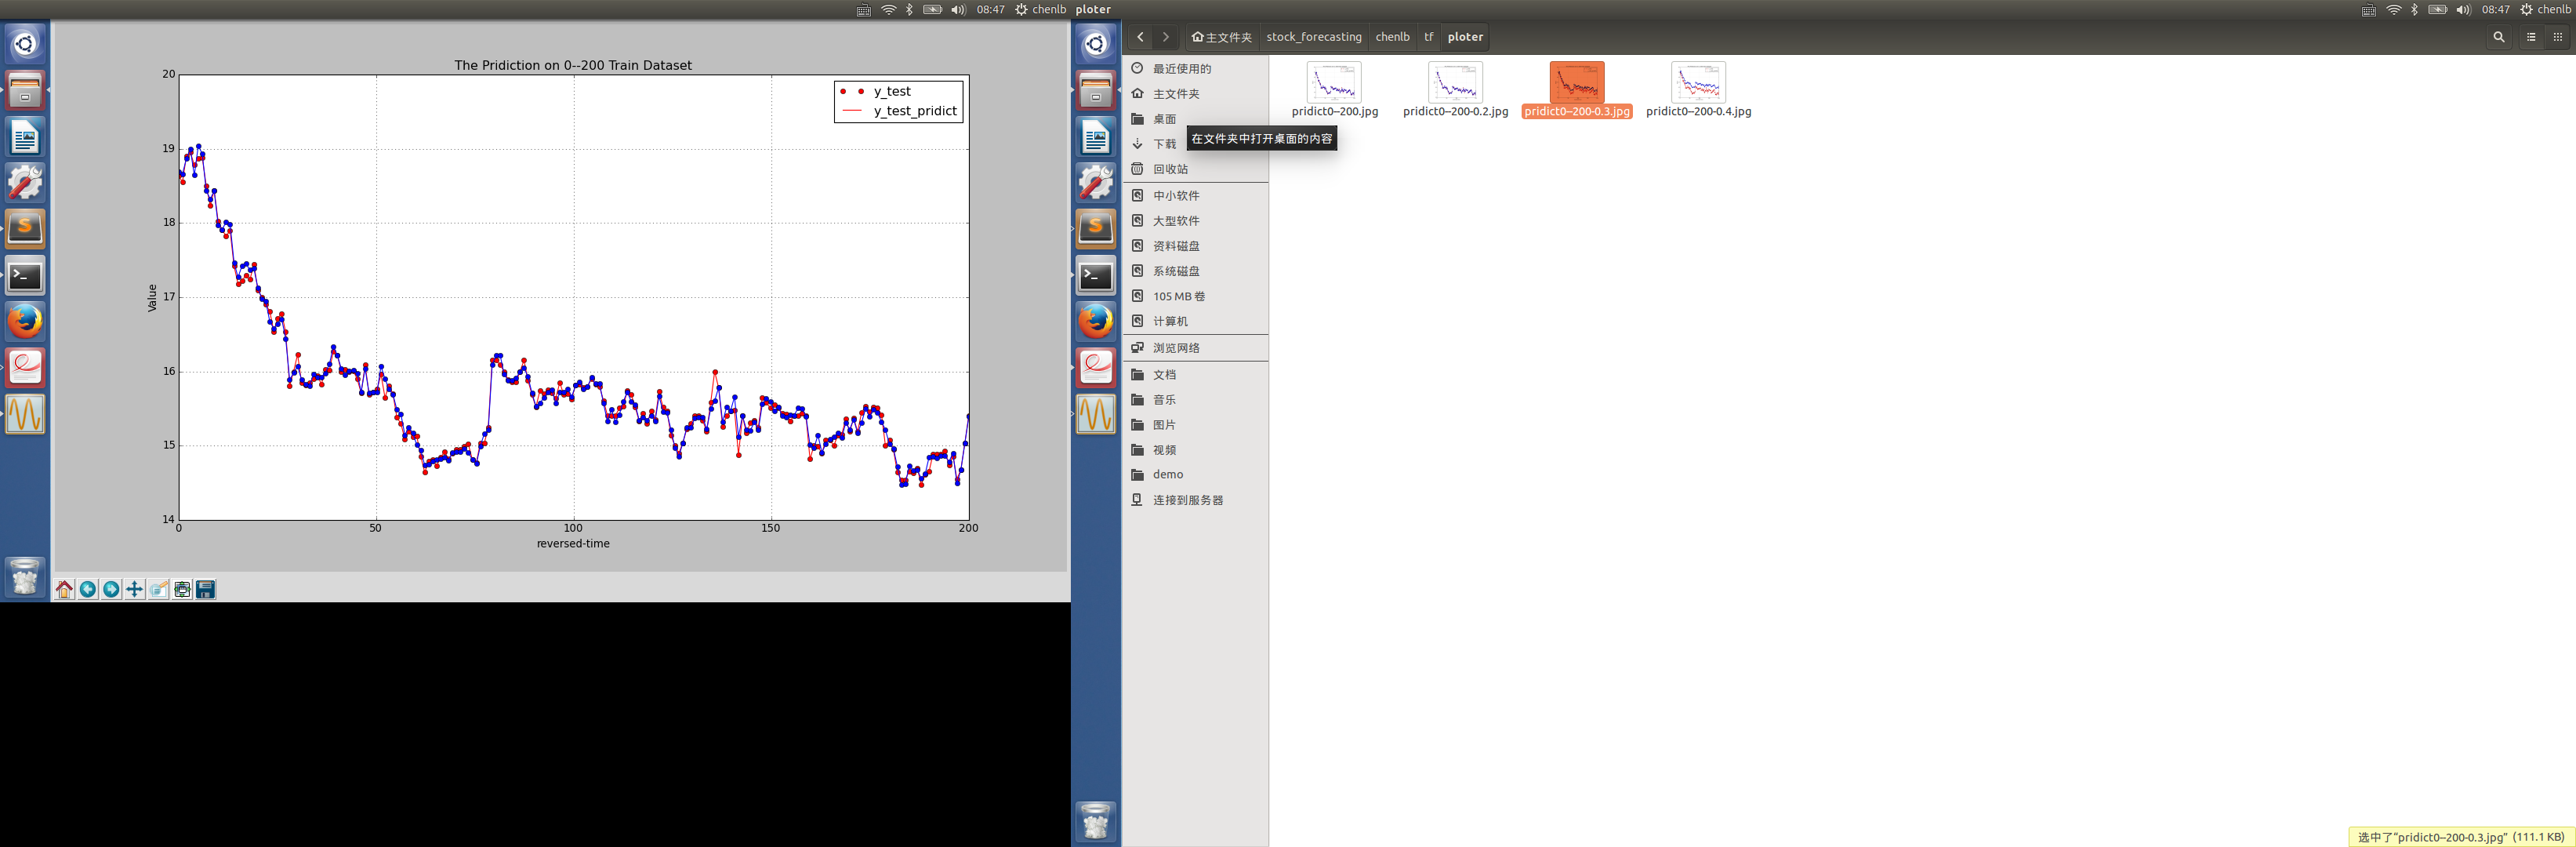 08:47 chenlb
ploter
08:47 chenlb
The Pridiction on 0--200 Train Dataset
y_test
y_test_pridict
20
19
18
17
16
15
14
Value
0 50 100 150 200
reversed-time
主文件夹 stock_forecasting chenlb tf ploter
最近使用的
主文件夹
桌面
下载
回收站
中小软件
大型软件
资料磁盘
系统磁盘
105 MB 卷
计算机
浏览网络
文档
音乐
图片
视频
demo
连接到服务器
在文件夹中打开桌面的内容
pridict0--200.jpg
pridict0--200-0.2.jpg
pridict0--200-0.3.jpg
pridict0--200-0.4.jpg
选中了“pridict0--200-0.3.jpg” (111.1 KB)